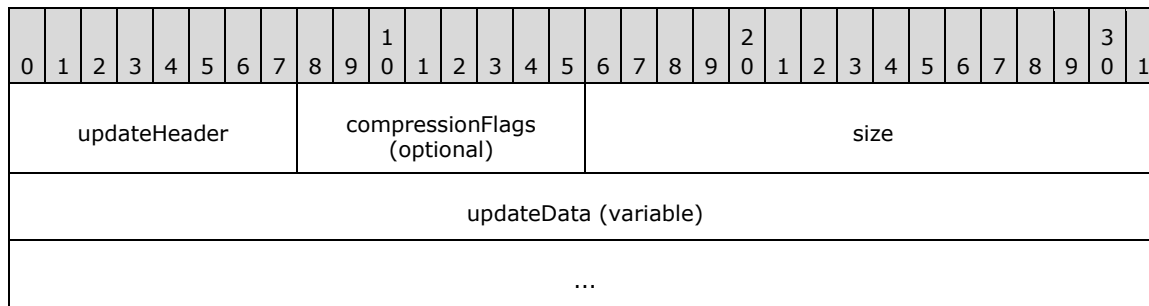 1 2 3
0 1 2 3 4 5 6 7 8 9 0 1 2 3 4 5 6 7 8 9 0 1 2 3 4 5 6 7 8 9 0 1
updateHeader compressionFlags (optional) size
updateData (variable)
...